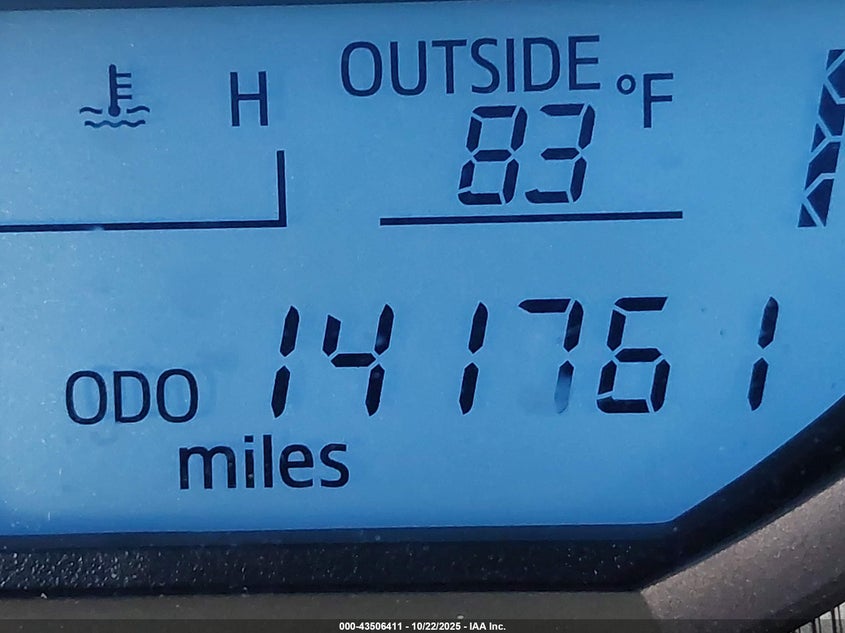 H
OUTSIDE
83 °F
ODO 141761
miles
000-43506411 - 10/22/2025 - IAA Inc.